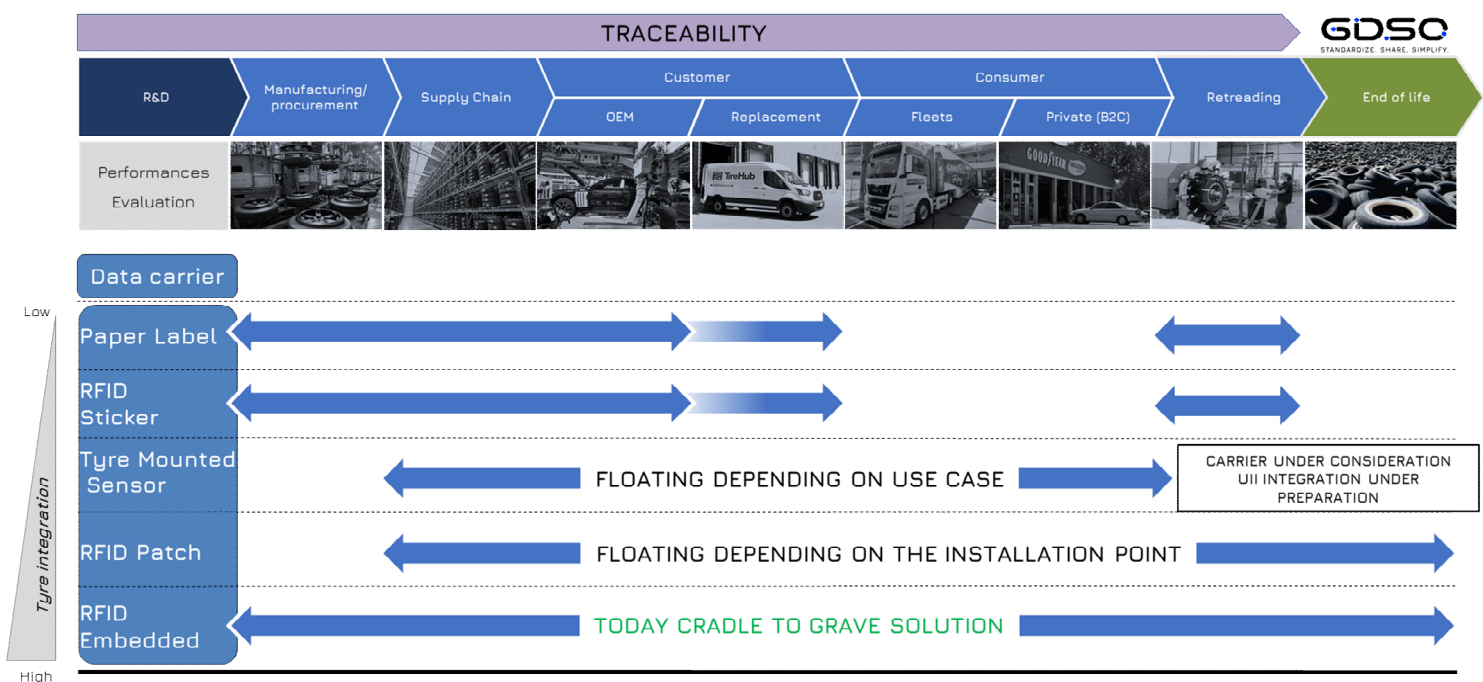 TRACEABILITY
GDSO
STANDARDIZE. SHARE. SIMPLIFY.
R&D
Manufacturing/
procurement
Supply Chain
Customer
OEM
Replacement
Consumer
Fleets
Private (B2C)
Retreading
End of life
Performances
Evaluation
TireHub
GOODYEAR
Data carrier
Low
Paper Label
RFID
Sticker
Tyre Mounted
Sensor
FLOATING DEPENDING ON USE CASE
CARRIER UNDER CONSIDERATION
UII INTEGRATION UNDER
PREPARATION
Tyre integration
RFID Patch
FLOATING DEPENDING ON THE INSTALLATION POINT
RFID
Embedded
TODAY CRADLE TO GRAVE SOLUTION
High